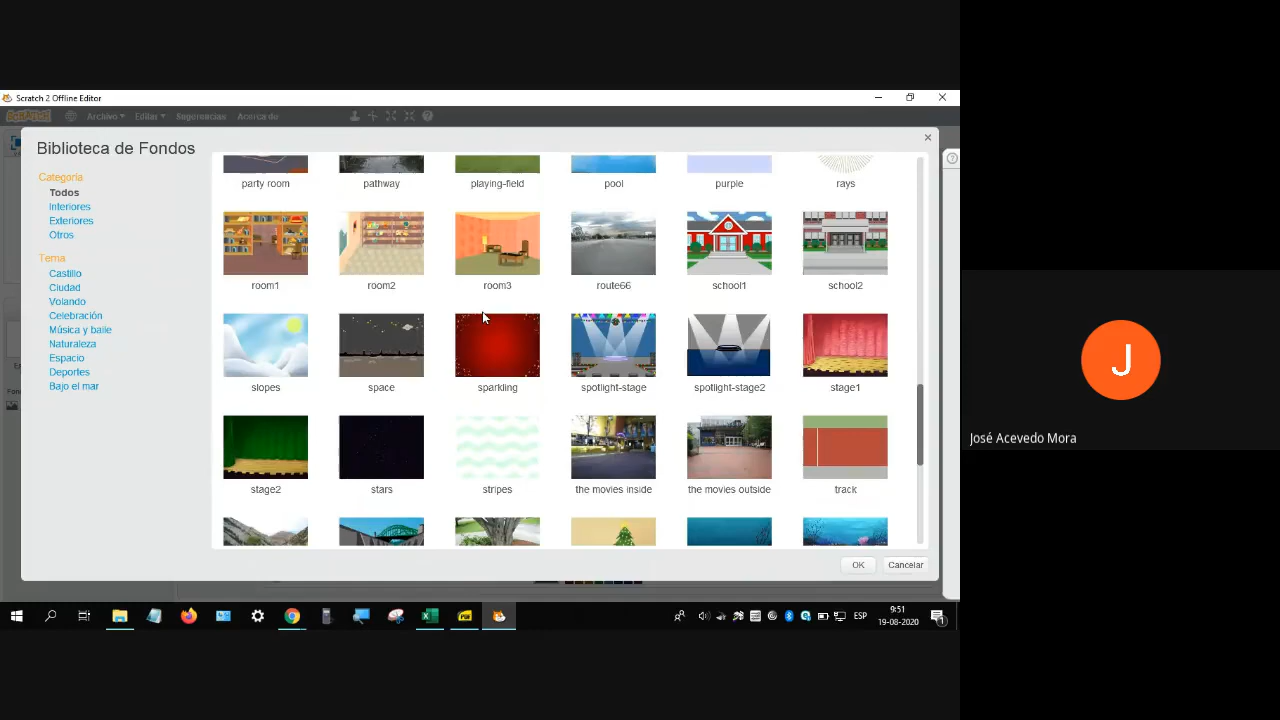 Scratch 2 Offline Editor
SCRATCH Archivo Editar Sugerencias Acerca de
Biblioteca de Fondos
Categoría
Todos
Interiores
Exteriores
Otros
Tema
Castillo
Ciudad
Volando
Celebración
Música y baile
Naturaleza
Espacio
Deportes
Bajo el mar
party room pathway playing-field pool purple rays
room1 room2 room3 route66 school1 school2
slopes space sparkling spotlight-stage spotlight-stage2 stage1
stage2 stars stripes the movies inside the movies outside track
OK Cancelar
J
José Acevedo Mora
ESP
9:51
19-08-2020
1